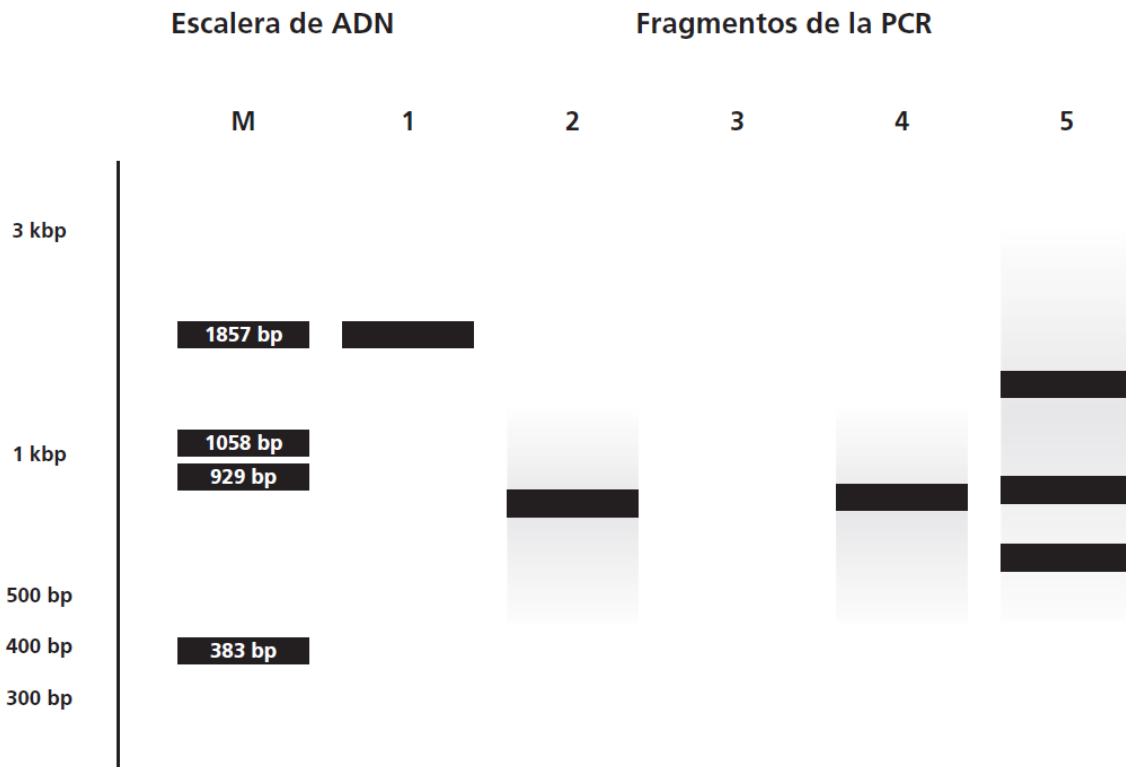 Escalera de ADN Fragmentos de la PCR
M 1 2 3 4 5
3 kbp
1857 bp
1058 bp
1 kbp
929 bp
500 bp
400 bp
383 bp
300 bp